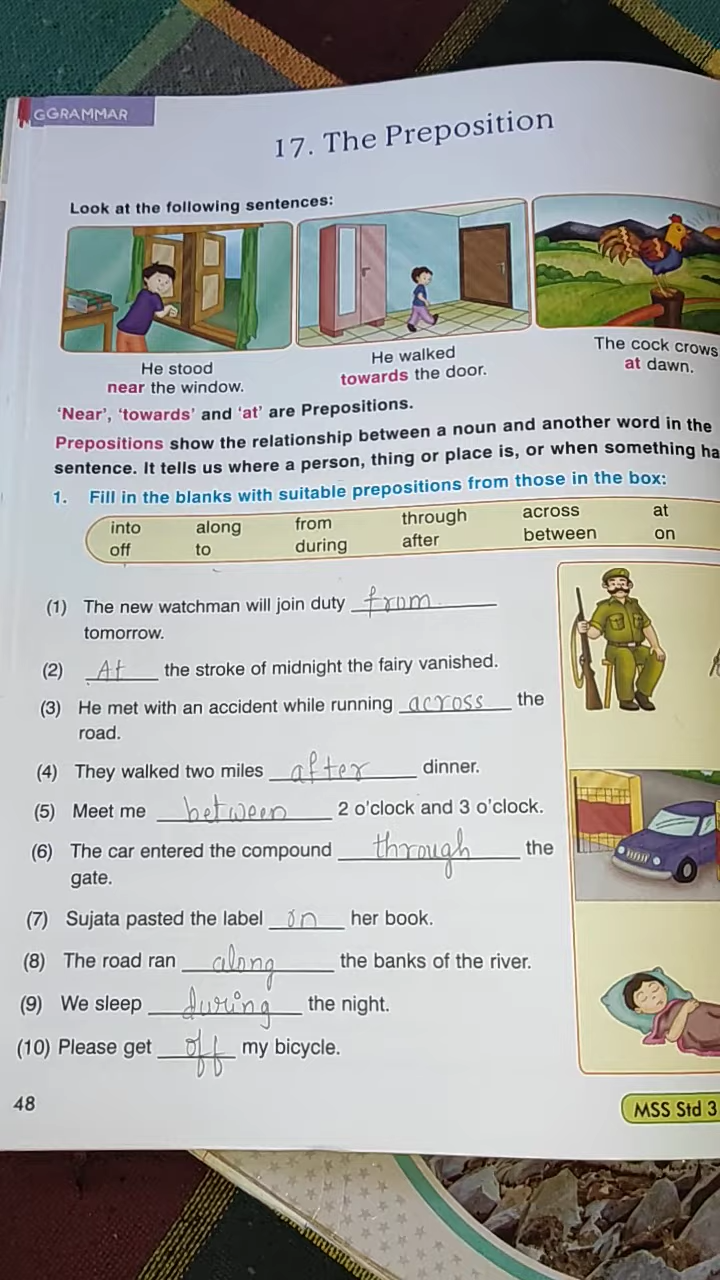 GGRAMMAR
17. The Preposition
Look at the following sentences:
He stood
near the window.
He walked
towards the door.
The cock crows
at dawn.
'Near', 'towards' and 'at' are Prepositions.
Prepositions show the relationship between a noun and another word in the
sentence. It tells us where a person, thing or place is, or when something ha
1. Fill in the blanks with suitable prepositions from those in the box:
into along from through across at
off to during after between on
(1) The new watchman will join duty from
tomorrow.
(2) At the stroke of midnight the fairy vanished.
(3) He met with an accident while running across the
road.
(4) They walked two miles after dinner.
(5) Meet me between 2 o'clock and 3 o'clock.
(6) The car entered the compound through the
gate.
(7) Sujata pasted the label on her book.
(8) The road ran along the banks of the river.
(9) We sleep during the night.
(10) Please get off my bicycle.
48
MSS Std 3